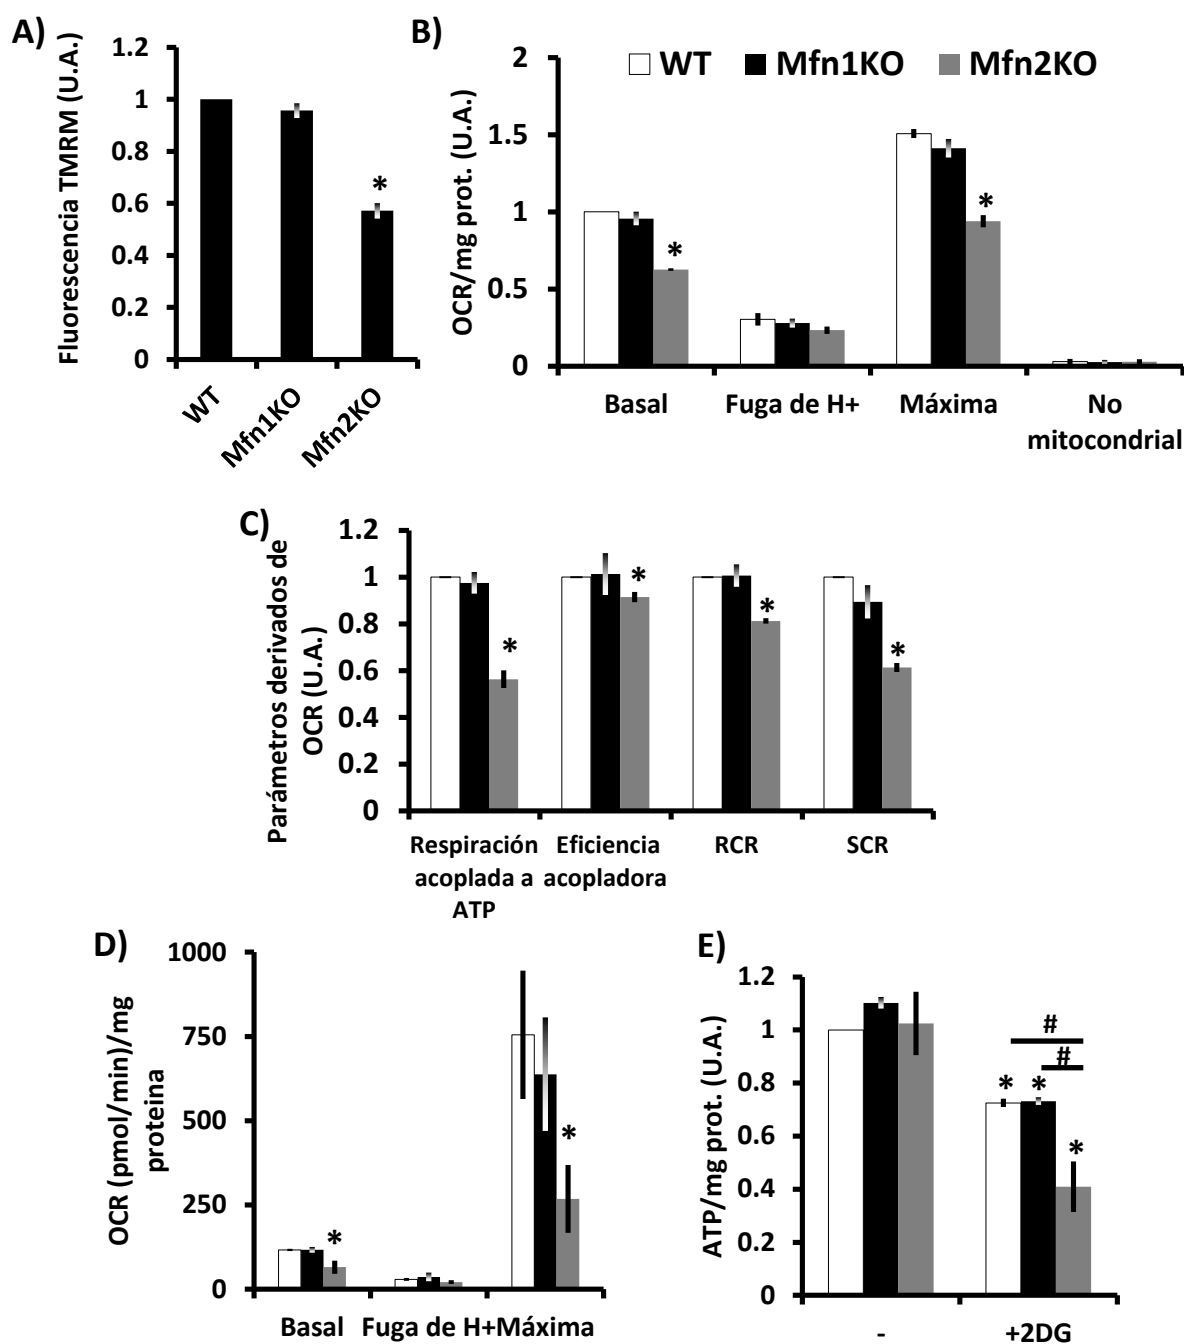 A)
Fluorescencia TMRM (U.A.)
1.2
1
0.8
0.6
0.4
0.2
0
*
WT
Mfn1KO
Mfn2KO
B)
WT Mfn1KO Mfn2KO
OCR/mg prot. (U.A.)
2
1.5
1
0.5
0
*
*
Basal Fuga de H+ Máxima No
mitocondrial
C)
Parámetros derivados de
OCR (U.A.)
1.2
1
0.8
0.6
0.4
0.2
0
*
*
*
*
Respiración Eficiencia RCR SCR
acoplada a acopladora
ATP
D)
OCR (pmol/min)/mg
proteina
1000
750
500
250
0
*
*
Basal Fuga de H+ Máxima
E)
ATP/mg prot. (U.A.)
1.2
1
0.8
0.6
0.4
0.2
0
#
#
* *
*
- +2DG